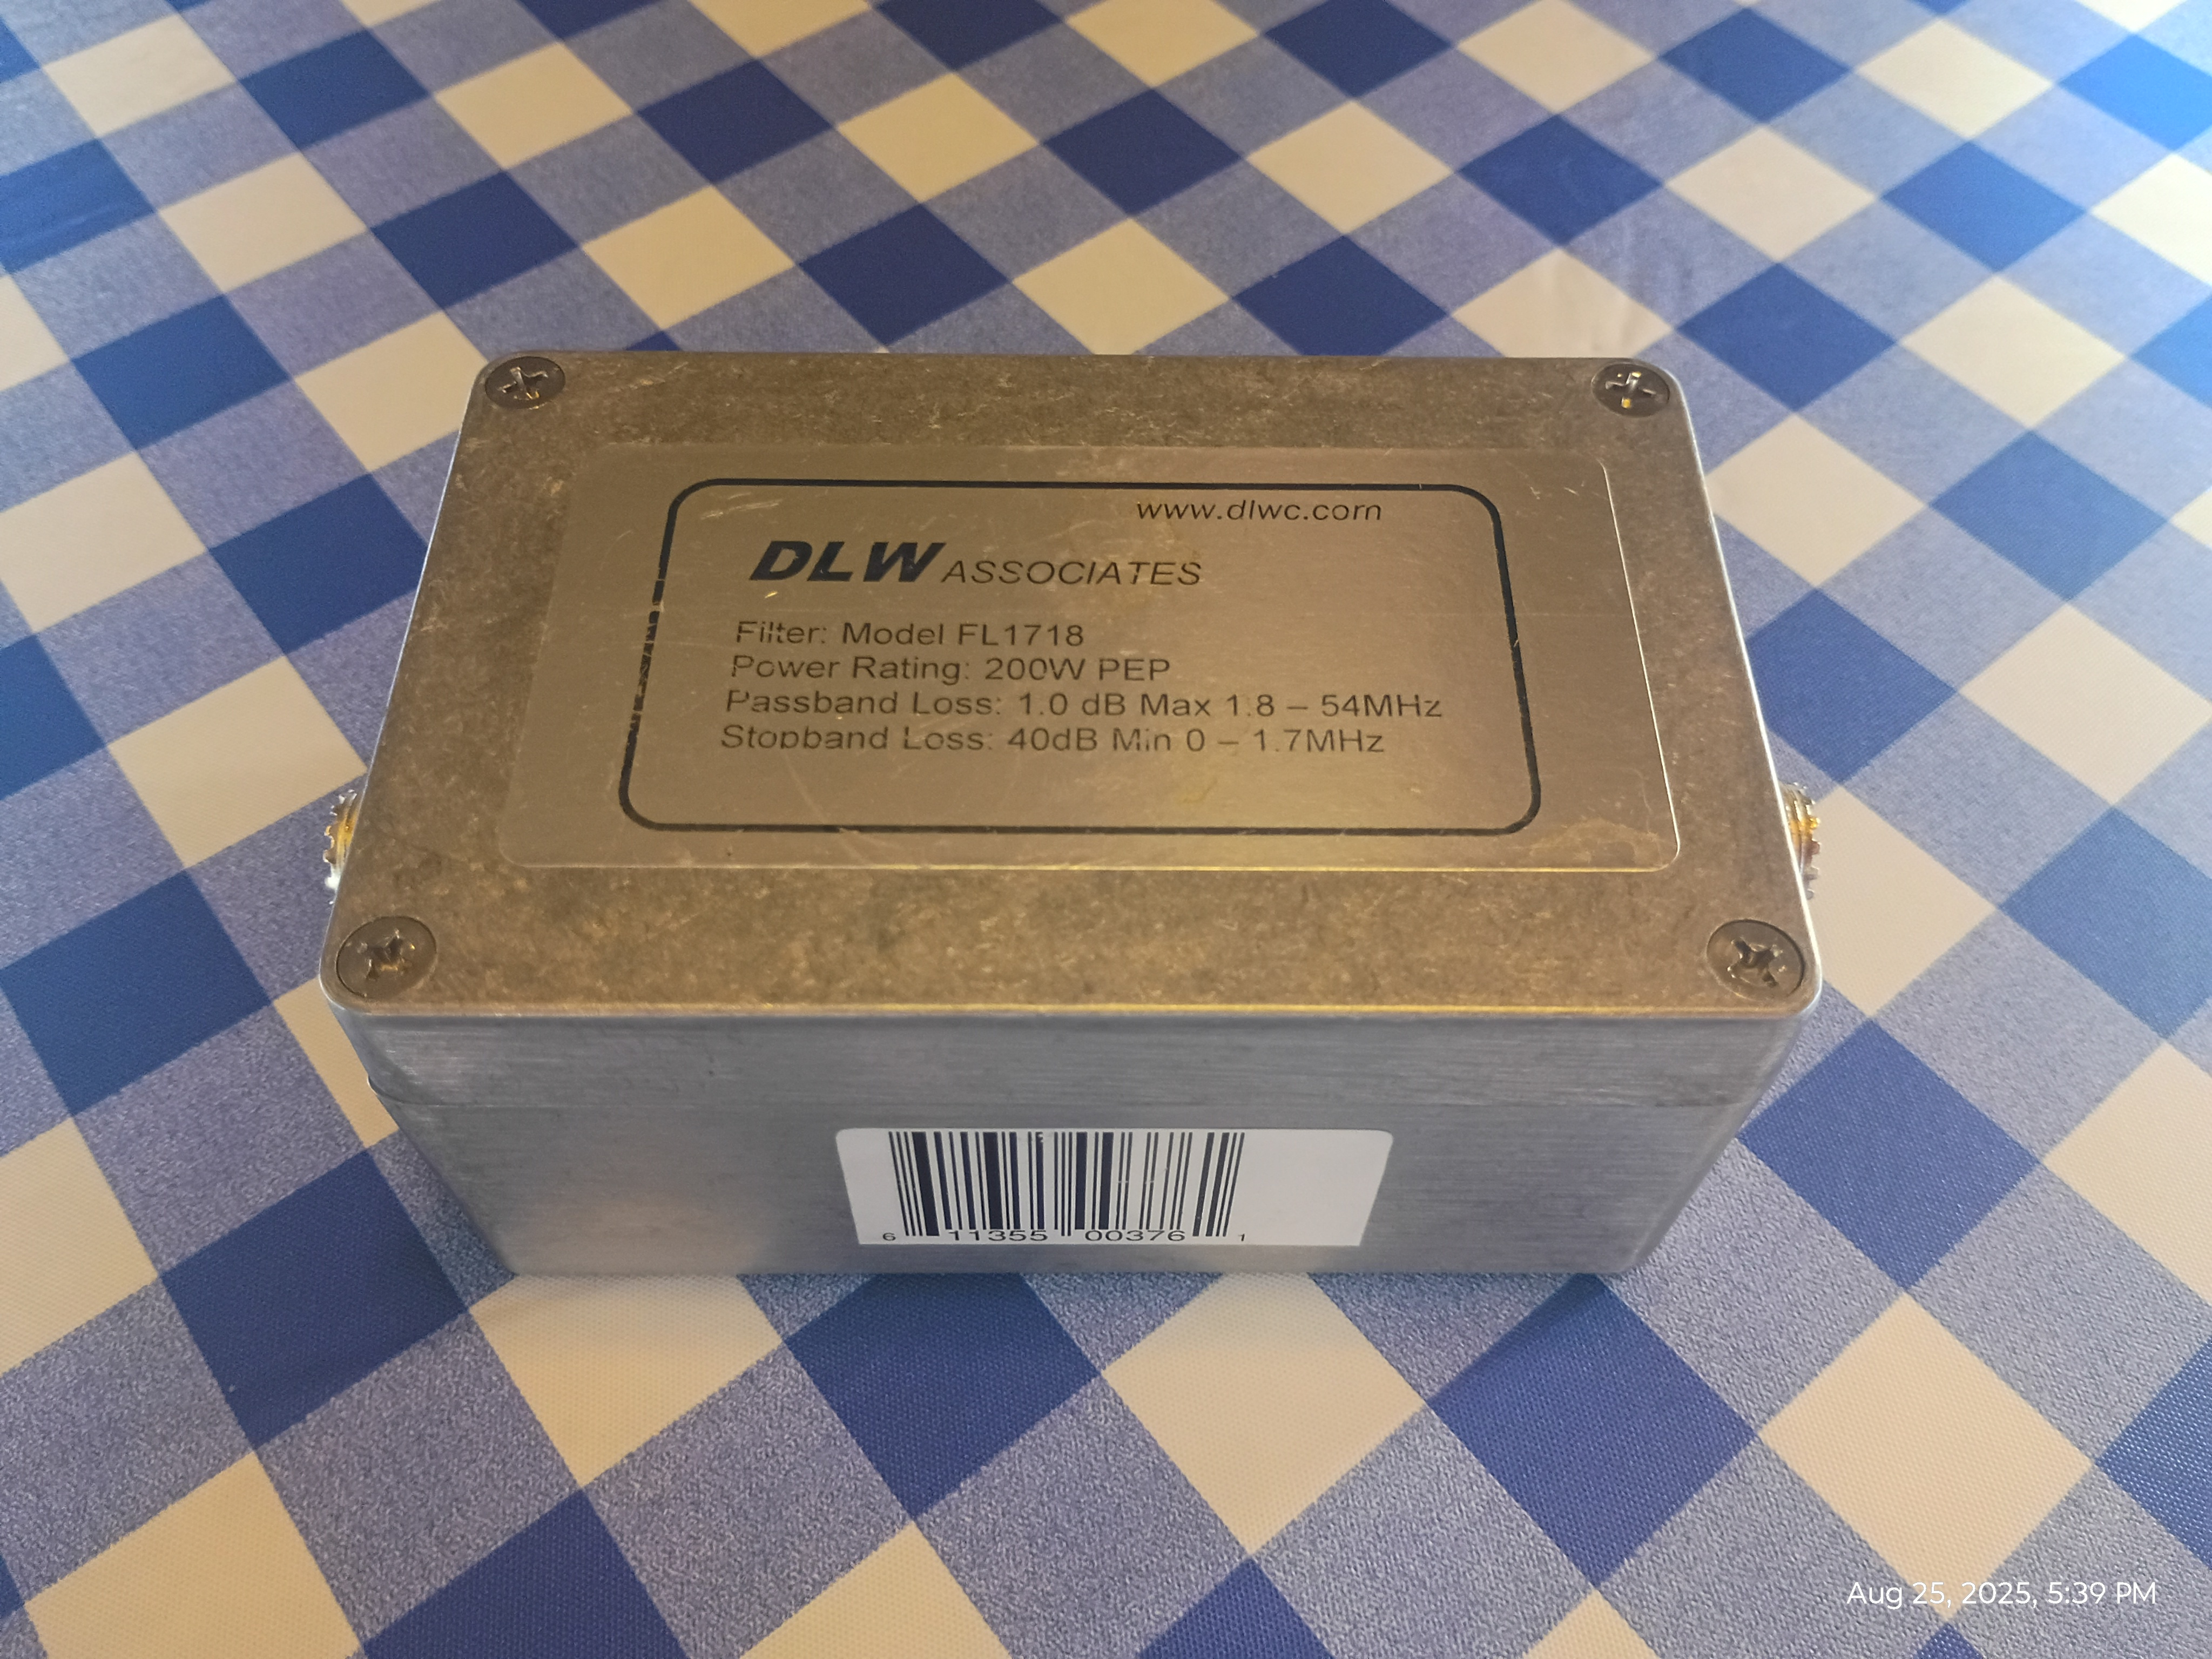 www.dlwc.com
DLW ASSOCIATES
Filter: Model FL1718
Power Rating: 200W PEP
Passband Loss: 1.0 dB Max 1.8 – 54MHz
Stopband Loss: 40dB Min 0 – 1.7MHz
6 11355 00376 1
Aug 25, 2025, 5:39 PM